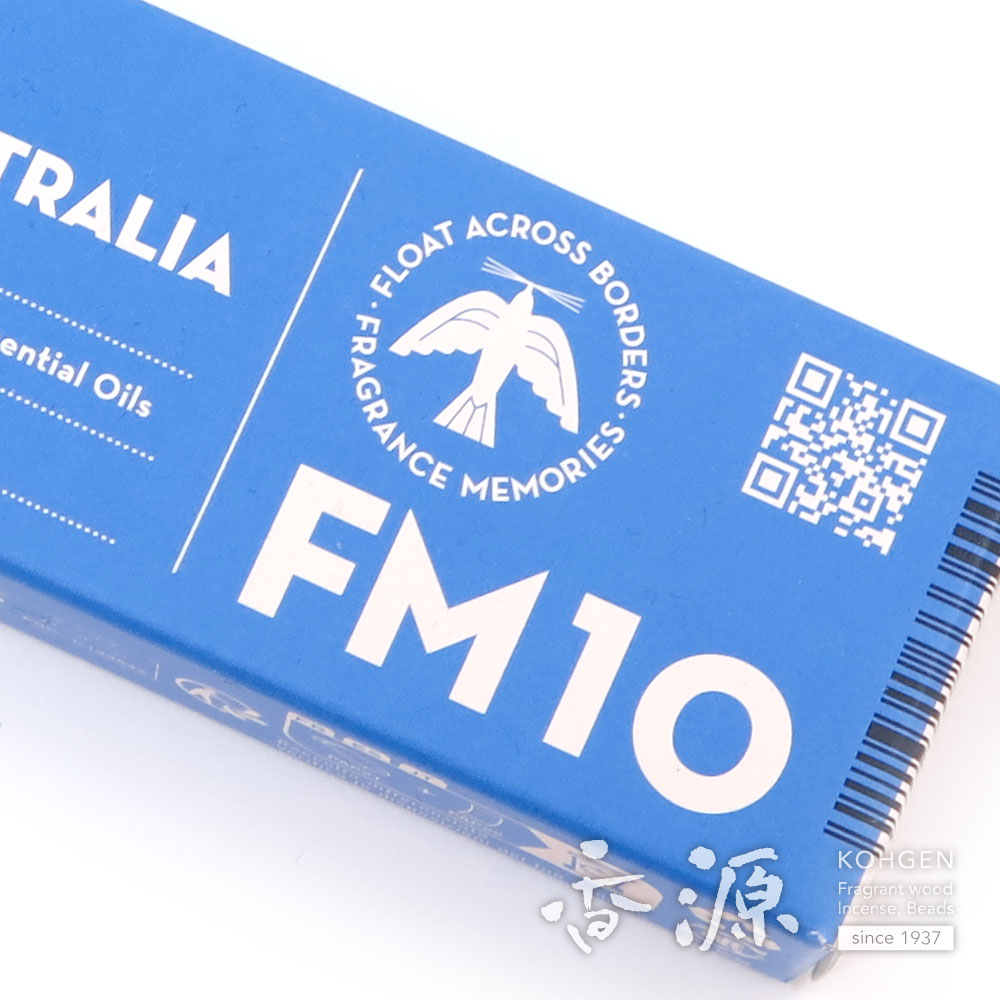 TRALIA
ential Oils
FLOAT ACROSS BORDERS
· FRAGRANCE MEMORIES ·
FM10
香源
KOHGEN
Fragrant wood
Incense, Beads
since 1937